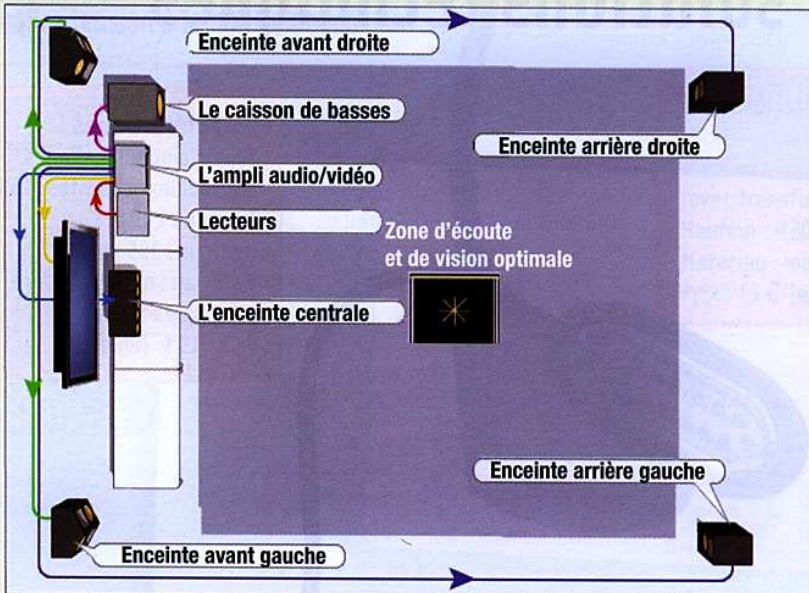 Enceinte avant droite
Le caisson de basses
Enceinte arrière droite
L'ampli audio/vidéo
Lecteurs
Zone d'écoute
et de vision optimale
L'enceinte centrale
Enceinte arrière gauche
Enceinte avant gauche